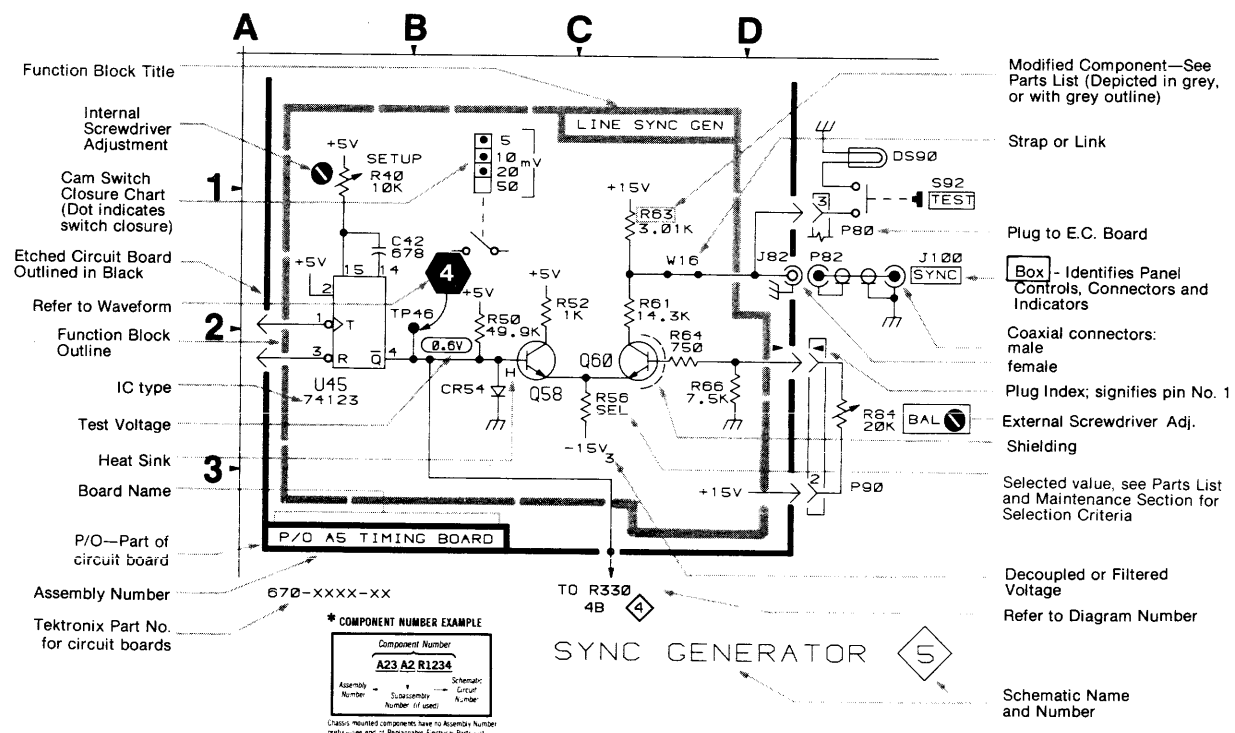 A B C D
Function Block Title
Internal
Screwdriver
Adjustment
Cam Switch
Closure Chart
(Dot indicates
switch closure)
1
Etched Circuit Board
Outlined in Black
Refer to Waveform
2
Function Block
Outline
IC type
Test Voltage
Heat Sink
3
Board Name
P/O—Part of
circuit board
Assembly Number
Tektronix Part No.
for circuit boards
LINE SYNC GEN
+5V
SETUP
R40
10K
5
10
20
50
mV
C42
678
15
14
+5V
2
1
T
3
R
Q
4
U45
74123
4
TP46
0.6V
+5V
R50
49.9K
CR54
H
+5V
R52
1K
Q58
Q60
R56
SEL
-15V3
+15V
R63
3.01K
W16
R61
14.3K
R64
750
R66
7.5K
+15V
DS90
S92
TEST
3
P80
J82
P82
J100
SYNC
R84
20K
BAL
2
P90
P/O A5 TIMING BOARD
670-XXXX-XX
TO R330
4B
4
SYNC GENERATOR
5
* COMPONENT NUMBER EXAMPLE
Component Number
A23 A2 R1234
Assembly
Number
Subassembly
Number (if used)
Schematic
Circuit
Number
Chassis mounted components have no Assembly Number
Modified Component—See
Parts List (Depicted in grey,
or with grey outline)
Strap or Link
Plug to E.C. Board
Box - Identifies Panel
Controls, Connectors and
Indicators
Coaxial connectors:
male
female
Plug Index; signifies pin No. 1
External Screwdriver Adj.
Shielding
Selected value, see Parts List
and Maintenance Section for
Selection Criteria
Decoupled or Filtered
Voltage
Refer to Diagram Number
Schematic Name
and Number